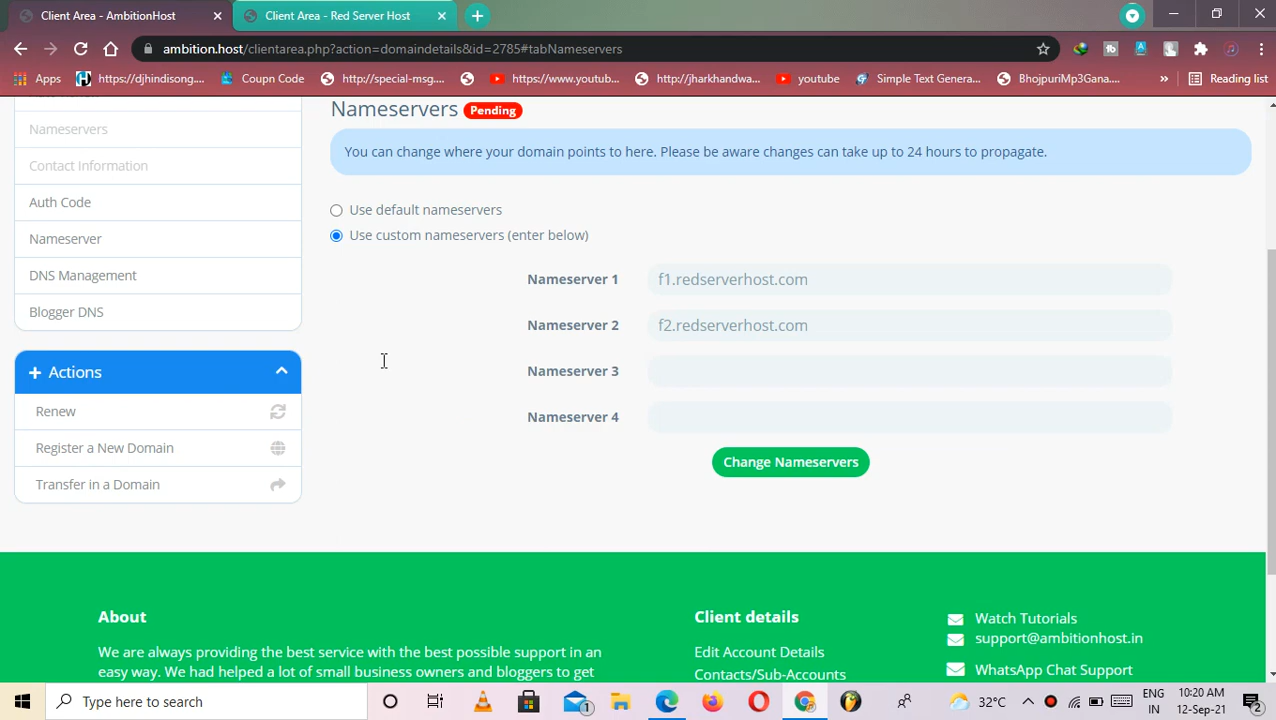 Client Area - AmbitionHost
Client Area - Red Server Host
ambition.host/clientarea.php?action=domaindetails&id=2785#tabNameservers
Apps
https://djhindisong....
Coupn Code
http://special-msg....
https://www.youtub...
http://jharkhandwa...
youtube
Simple Text Genera...
BhojpuriMp3Gana....
»
Reading list
Nameservers
Contact Information
Auth Code
Nameserver
DNS Management
Blogger DNS
Actions
Renew
Register a New Domain
Transfer in a Domain
Nameservers Pending
You can change where your domain points to here. Please be aware changes can take up to 24 hours to propagate.
Use default nameservers
Use custom nameservers (enter below)
Nameserver 1 f1.redserverhost.com
Nameserver 2 f2.redserverhost.com
Nameserver 3
Nameserver 4
Change Nameservers
About
We are always providing the best service with the best possible support in an
easy way. We had helped a lot of small business owners and bloggers to get
Client details
Edit Account Details
Contacts/Sub-Accounts
Watch Tutorials
support@ambitionhost.in
WhatsApp Chat Support
Type here to search
1
32°C
ENG
IN
10:20 AM
12-Sep-21
2